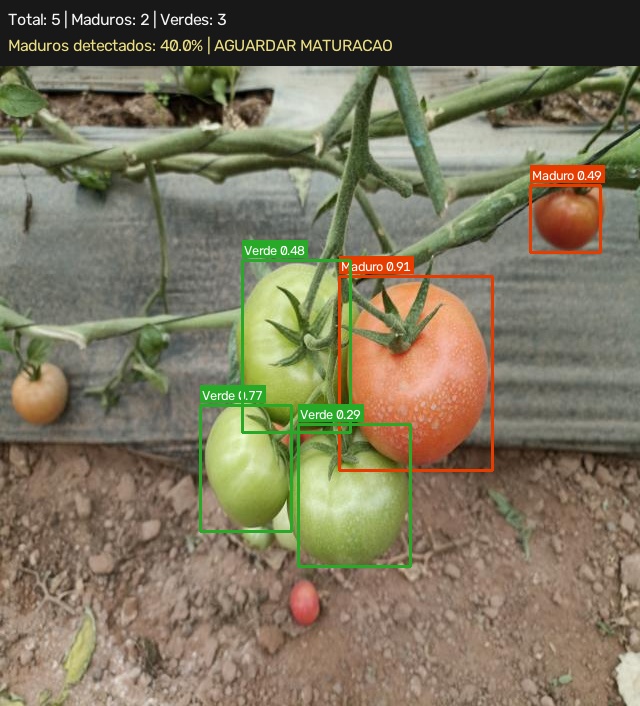 Total: 5 | Maduros: 2 | Verdes: 3
Maduros detectados: 40.0% | AGUARDAR MATURACAO
Maduro 0.49
Verde 0.48
Maduro 0.91
Verde 0.77
Verde 0.29